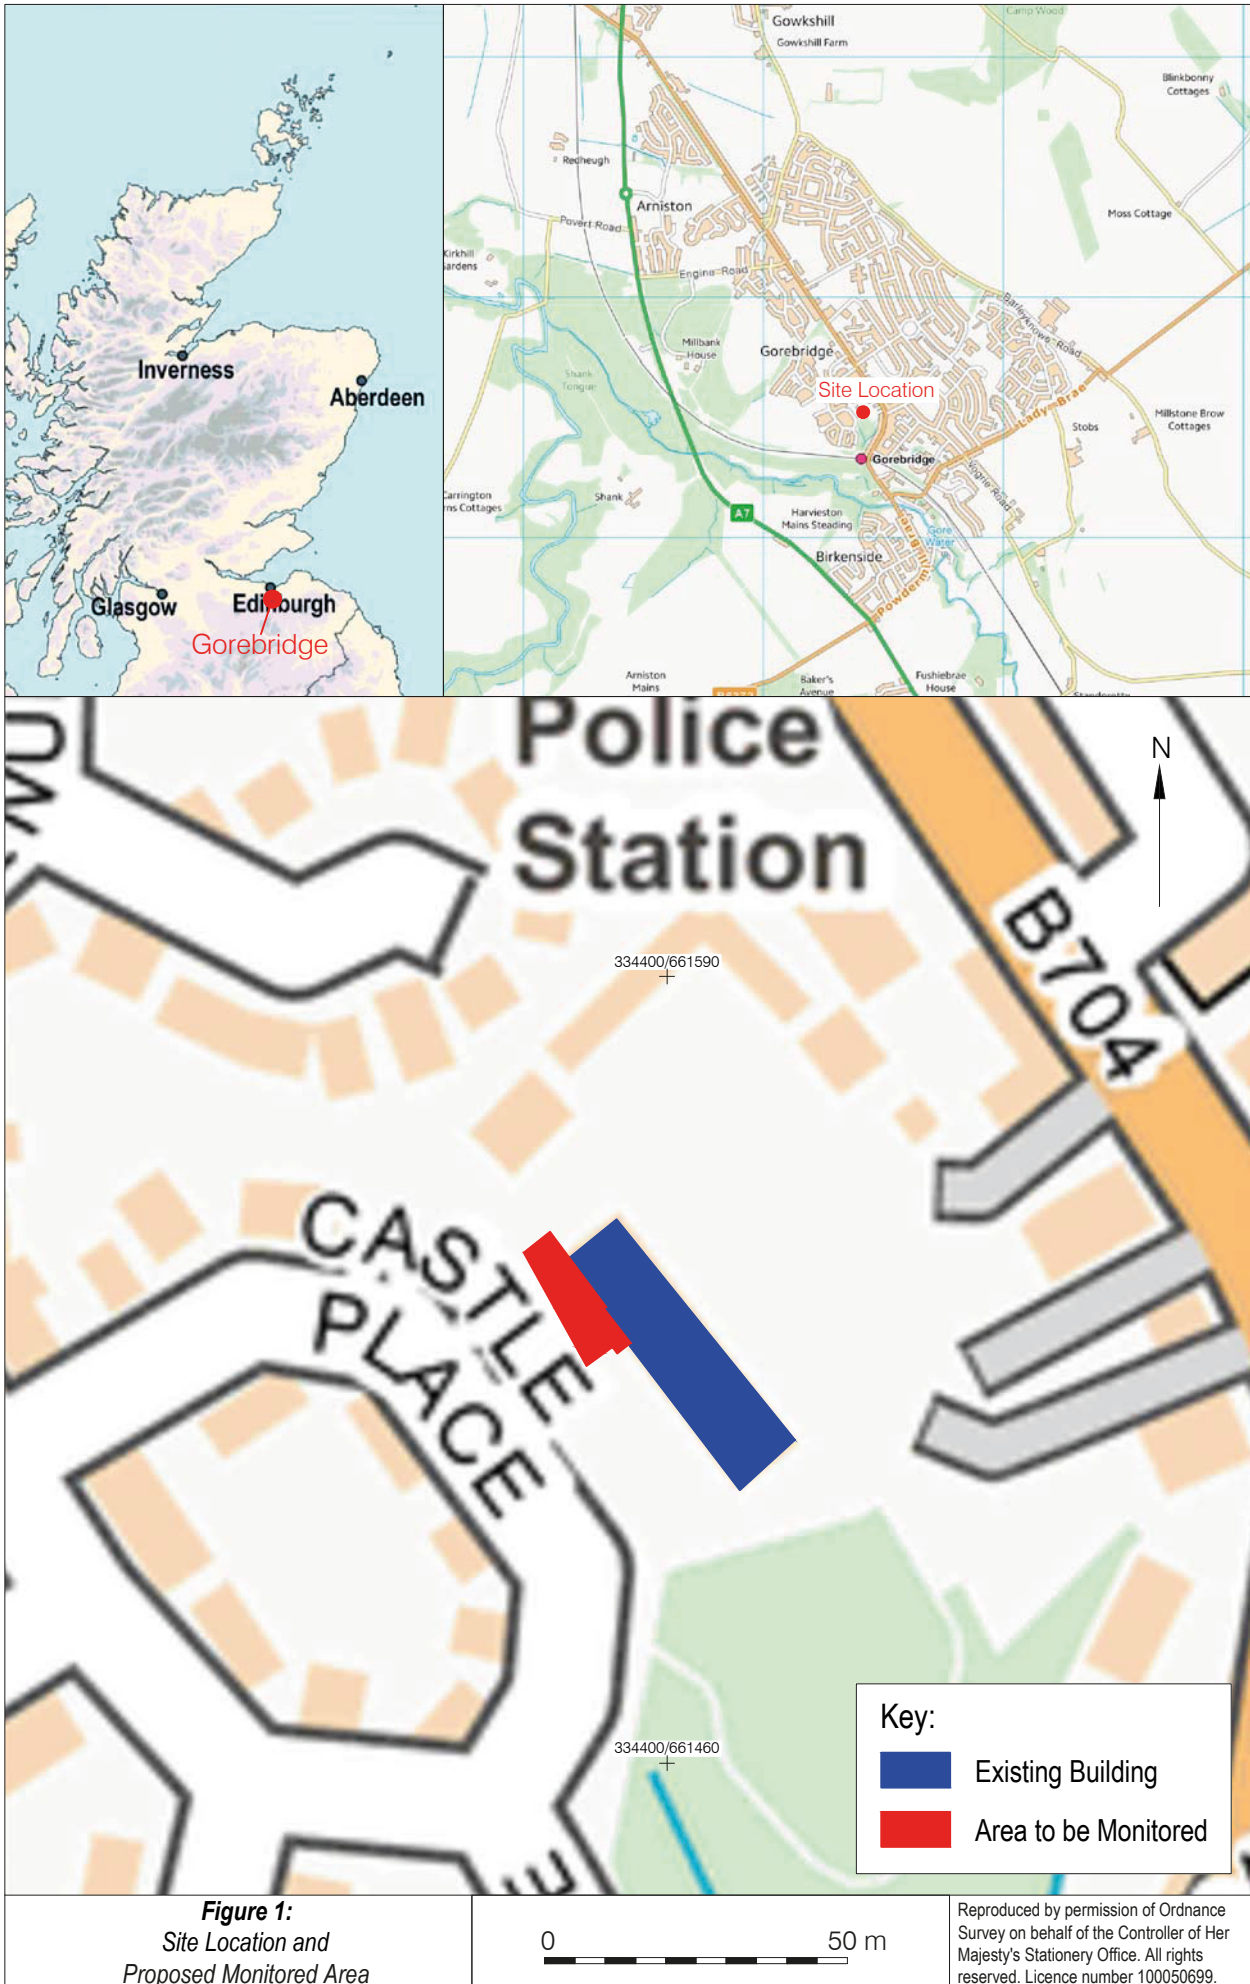 Inverness
Aberdeen
Glasgow
Edinburgh
Gorebridge
Gowkshill
Gowkshill Farm
Camp Wood
Blinkbonny
Cottages
Redheugh
Arniston
Povert Road
Moss Cottage
Kirkhill
Engine Road
Barleyknowe Road
Millbank
House
Gorebridge
Shank
Tongue
Site Location
Lady Brae
Millstone Brow
Cottages
Stobs
Gorebridge
Vogrie Road
Carrington
Shank
A7
Harvieston
Mains Steading
Gore
Water
Birkenside
Arniston
Mains
Baker's
Avenue
Fushiebrae
House
Police
Station
N
B704
334400/661590
CASTLE
PLACE
334400/661460
Key:
Existing Building
Area to be Monitored
Figure 1:
Site Location and
Proposed Monitored Area
0 50 m
Reproduced by permission of Ordnance
Survey on behalf of the Controller of Her
Majesty's Stationery Office. All rights
reserved. Licence number 100050699.